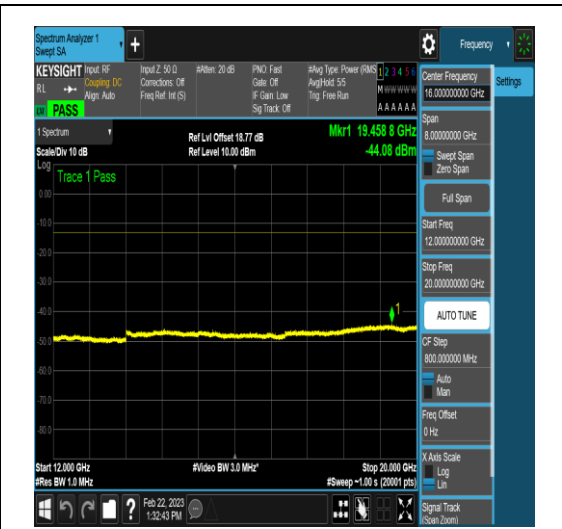 Spectrum Analyzer 1
Swept SA
+
Frequency
KEYSIGHT
RL
PASS
Input: RF
Coupling: DC
Align: Auto
Input Z: 50 Ω
Corrections: Off
Freq Ref: Int (S)
#Atten: 20 dB
PNO: Fast
Gate: Off
IF Gain: Low
Sig Track: Off
#Avg Type: Power (RMS
Avg|Hold: 5/5
Trig: Free Run
1 2 3 4 5 6
M W W W W W
A A A A A A
Center Frequency
16.000000000 GHz
Settings
Span
8.00000000 GHz
Swept Span
Zero Span
Full Span
Start Freq
12.000000000 GHz
Stop Freq
20.000000000 GHz
AUTO TUNE
CF Step
800.000000 MHz
Auto
Man
Freq Offset
0 Hz
X Axis Scale
Log
Lin
Signal Track
(Span Zoom)
1 Spectrum
Scale/Div 10 dB
Ref Lvl Offset 18.77 dB
Ref Level 10.00 dBm
Mkr1 19.458 8 GHz
-44.08 dBm
Log
Trace 1 Pass
0.00
-10.0
-20.0
-30.0
-40.0
-50.0
-60.0
-70.0
-80.0
1
Start 12.000 GHz
#Res BW 1.0 MHz
#Video BW 3.0 MHz*
Stop 20.000 GHz
#Sweep ~1.00 s (20001 pts)
?
Feb 22, 2023
1:32:43 PM